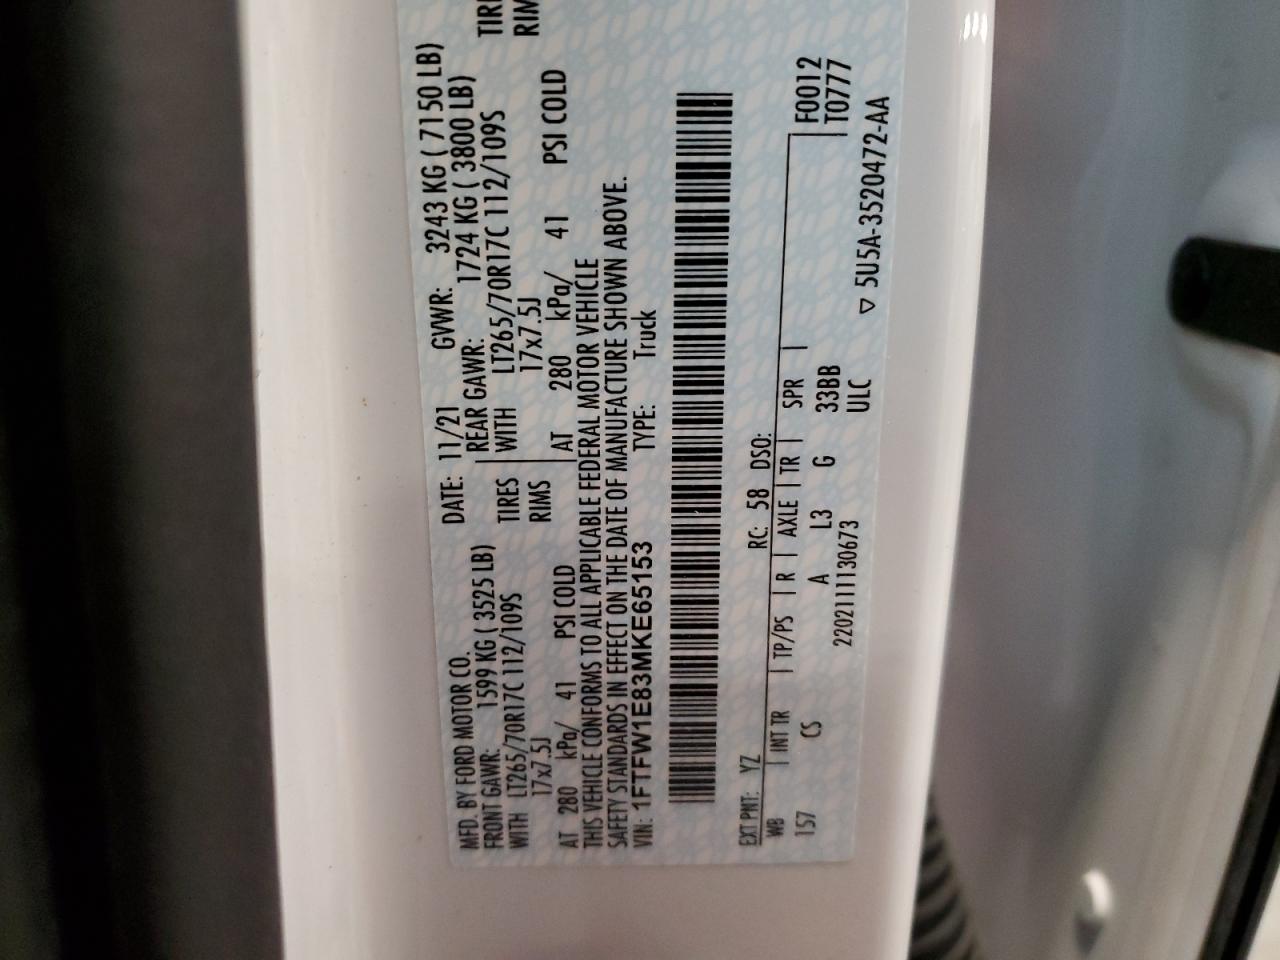 MFD. BY FORD MOTOR CO.
DATE: 11/21 GVWR: 3243 KG ( 7150 LB)
FRONT GAWR: 1599 KG ( 3525 LB)
REAR GAWR: 1724 KG ( 3800 LB)
WITH LT265/70R17C 112/109S TIRES
WITH LT265/70R17C 112/109S TIRE
17x7.5J RIMS
17x7.5J RIM
AT 280 kPa/ 41 PSI COLD
AT 280 kPa/ 41 PSI COLD
THIS VEHICLE CONFORMS TO ALL APPLICABLE FEDERAL MOTOR VEHICLE
SAFETY STANDARDS IN EFFECT ON THE DATE OF MANUFACTURE SHOWN ABOVE.
VIN: 1FTFW1E83MKE65153 TYPE: Truck
EXT PNT: YZ RC: 58 DSO:
WB INT TR TP/PS R AXLE TR SPR F0012
157 CS A L3 G 33BB T0777
2202111130673 ULC
▽ 5U5A-3520472-AA